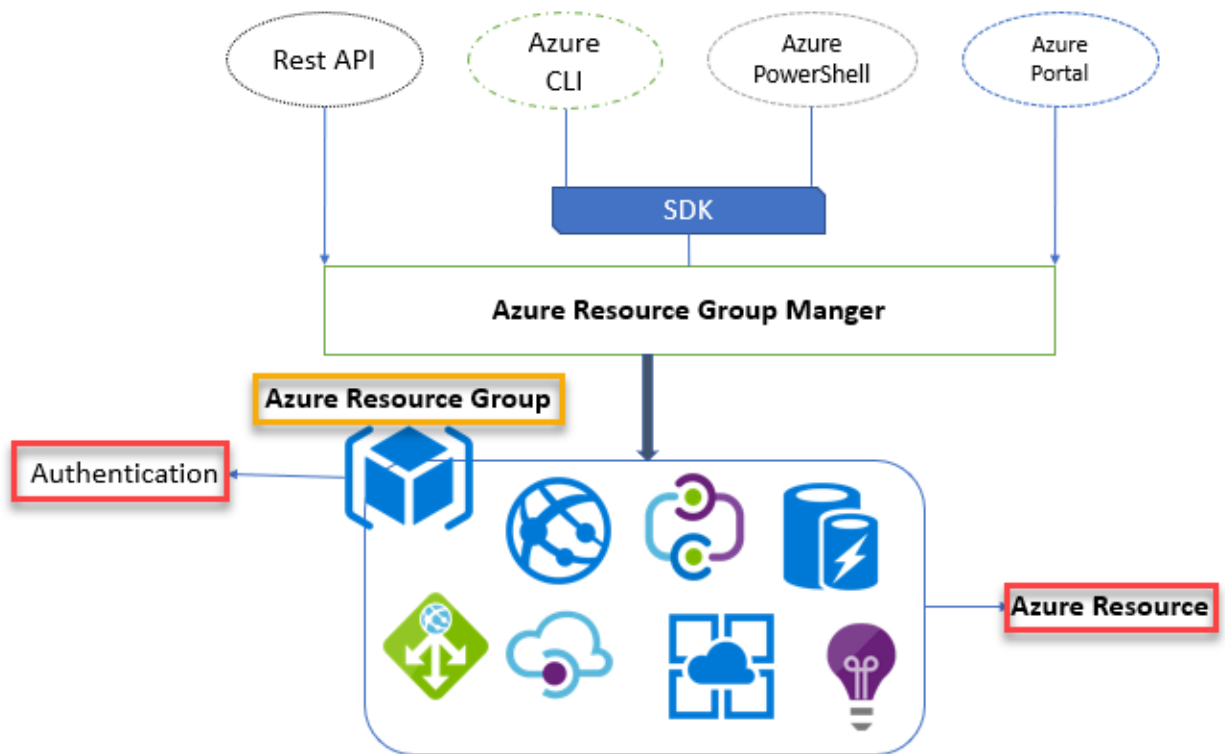 Rest API
Azure
CLI
Azure
PowerShell
Azure
Portal
SDK
Azure Resource Group Manger
Azure Resource Group
Authentication
Azure Resource